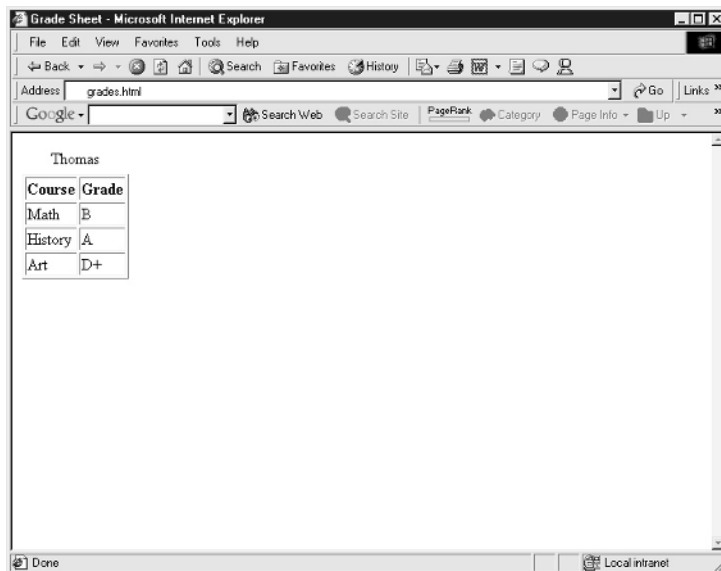 Grade Sheet - Microsoft Internet Explorer
File Edit View Favorites Tools Help
Back Search Favorites History
Address grades.html Go Links »
Google Search Web Search Site PageRank Category Page Info Up »
Thomas
Course Grade
Math B
History A
Art D+
Done Local intranet